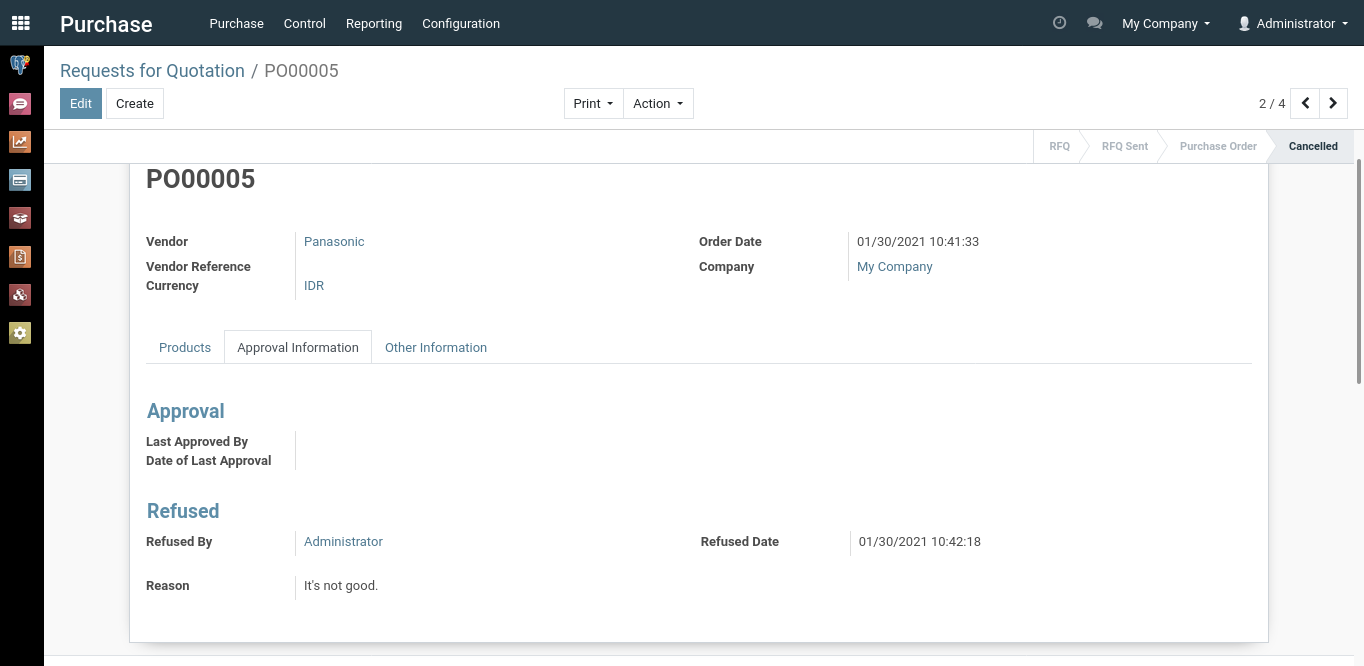 Purchase Purchase Control Reporting Configuration My Company Administrator
Requests for Quotation / PO00005
Edit Create Print Action 2 / 4
RFQ RFQ Sent Purchase Order Cancelled
PO00005
Vendor Panasonic Order Date 01/30/2021 10:41:33
Vendor Reference Company My Company
Currency IDR
Products Approval Information Other Information
Approval
Last Approved By
Date of Last Approval
Refused
Refused By Administrator Refused Date 01/30/2021 10:42:18
Reason It's not good.